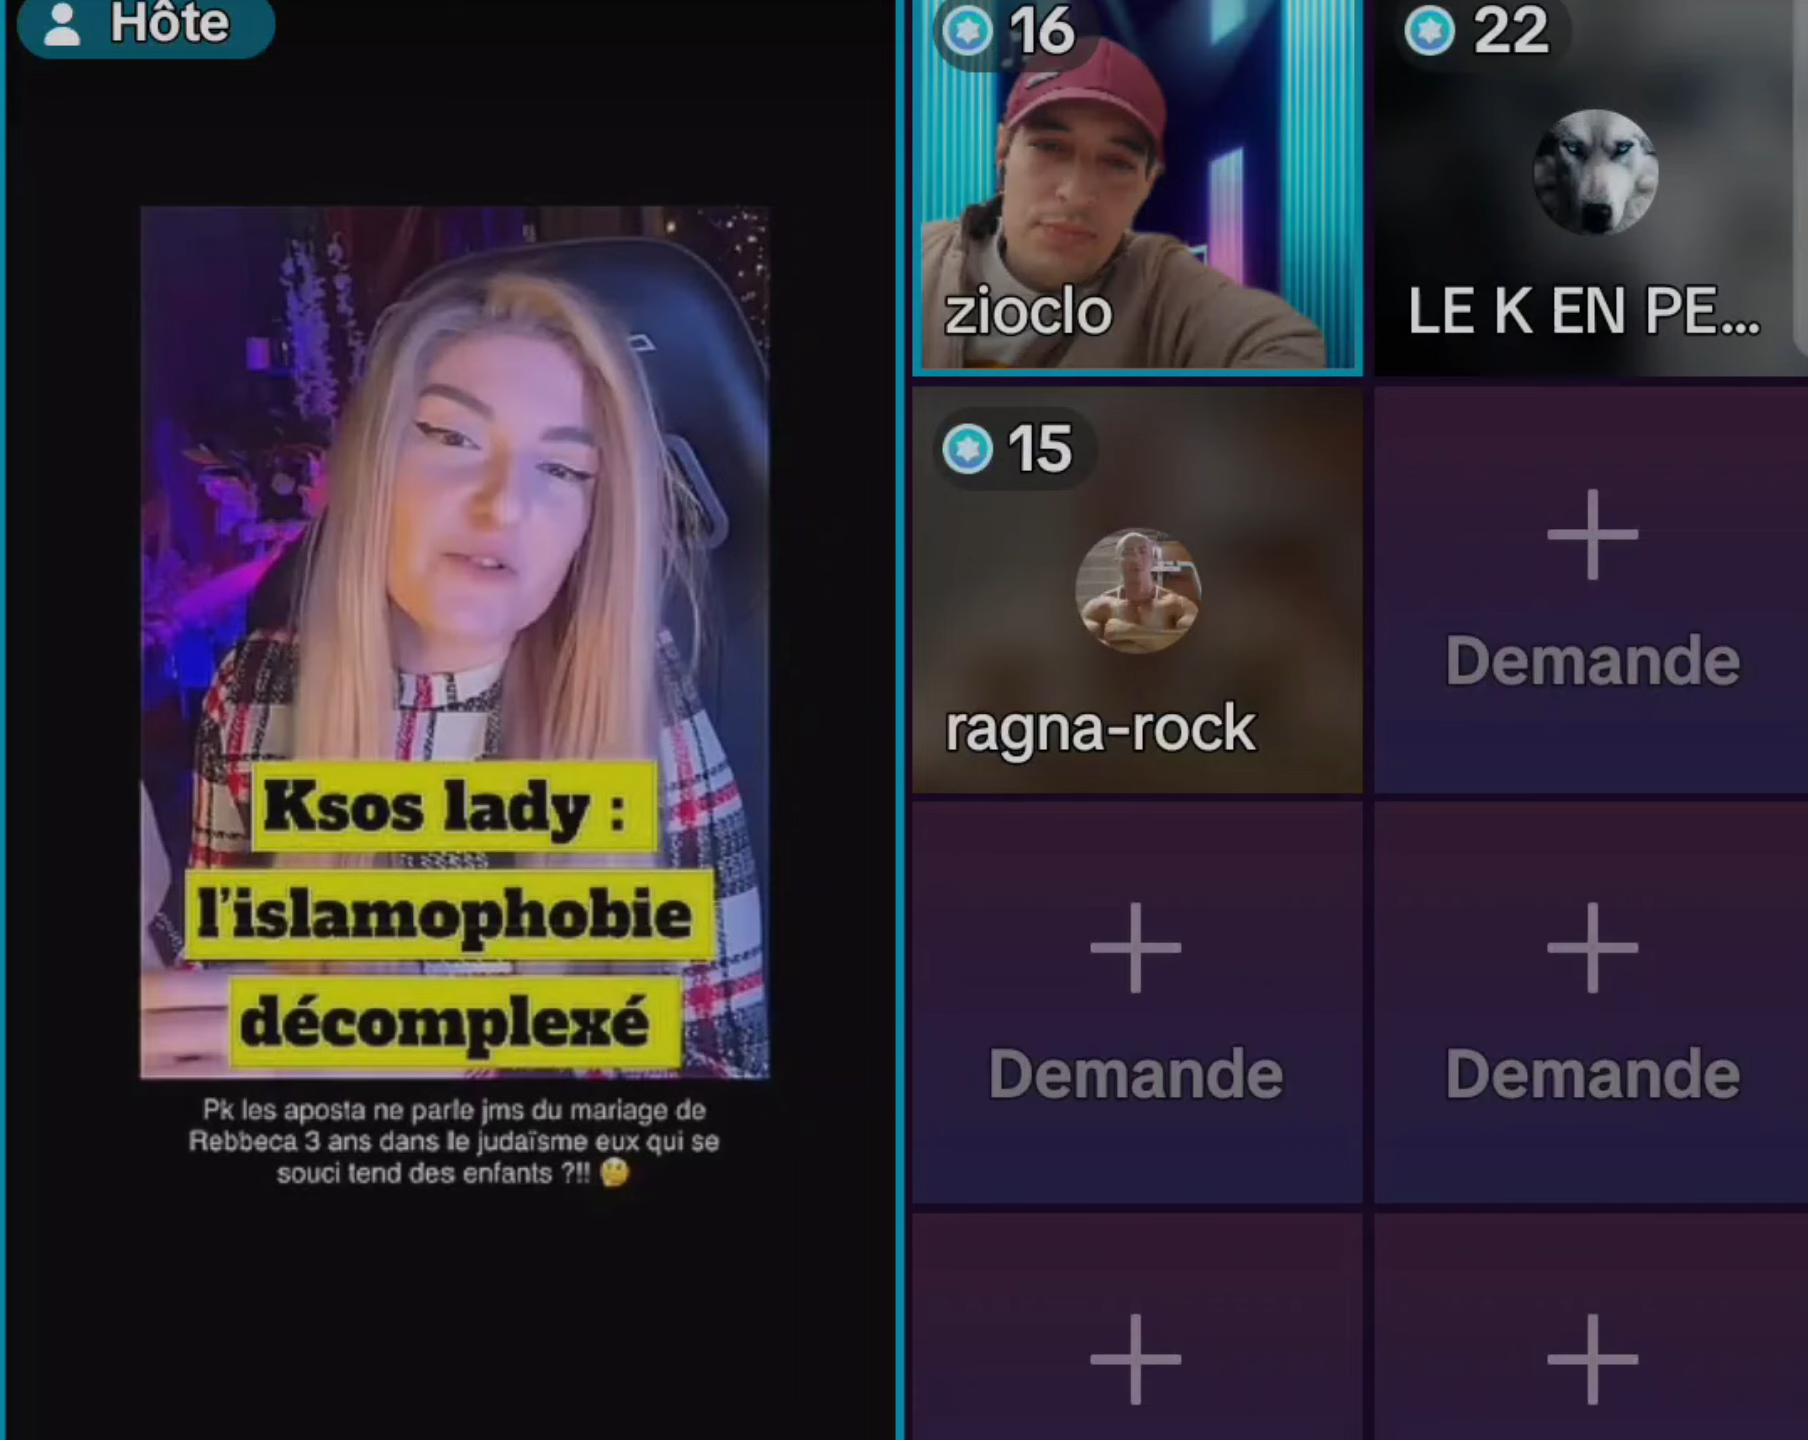 Hôte
Ksos lady :
l'islamophobie
décomplexé
Pk les aposta ne parle jms du mariage de
Rebbeca 3 ans dans le judaïsme eux qui se
souci tend des enfants ?!! 🤔
16
zioclo
22
LE K EN PE...
15
ragna-rock
Demande
Demande
Demande